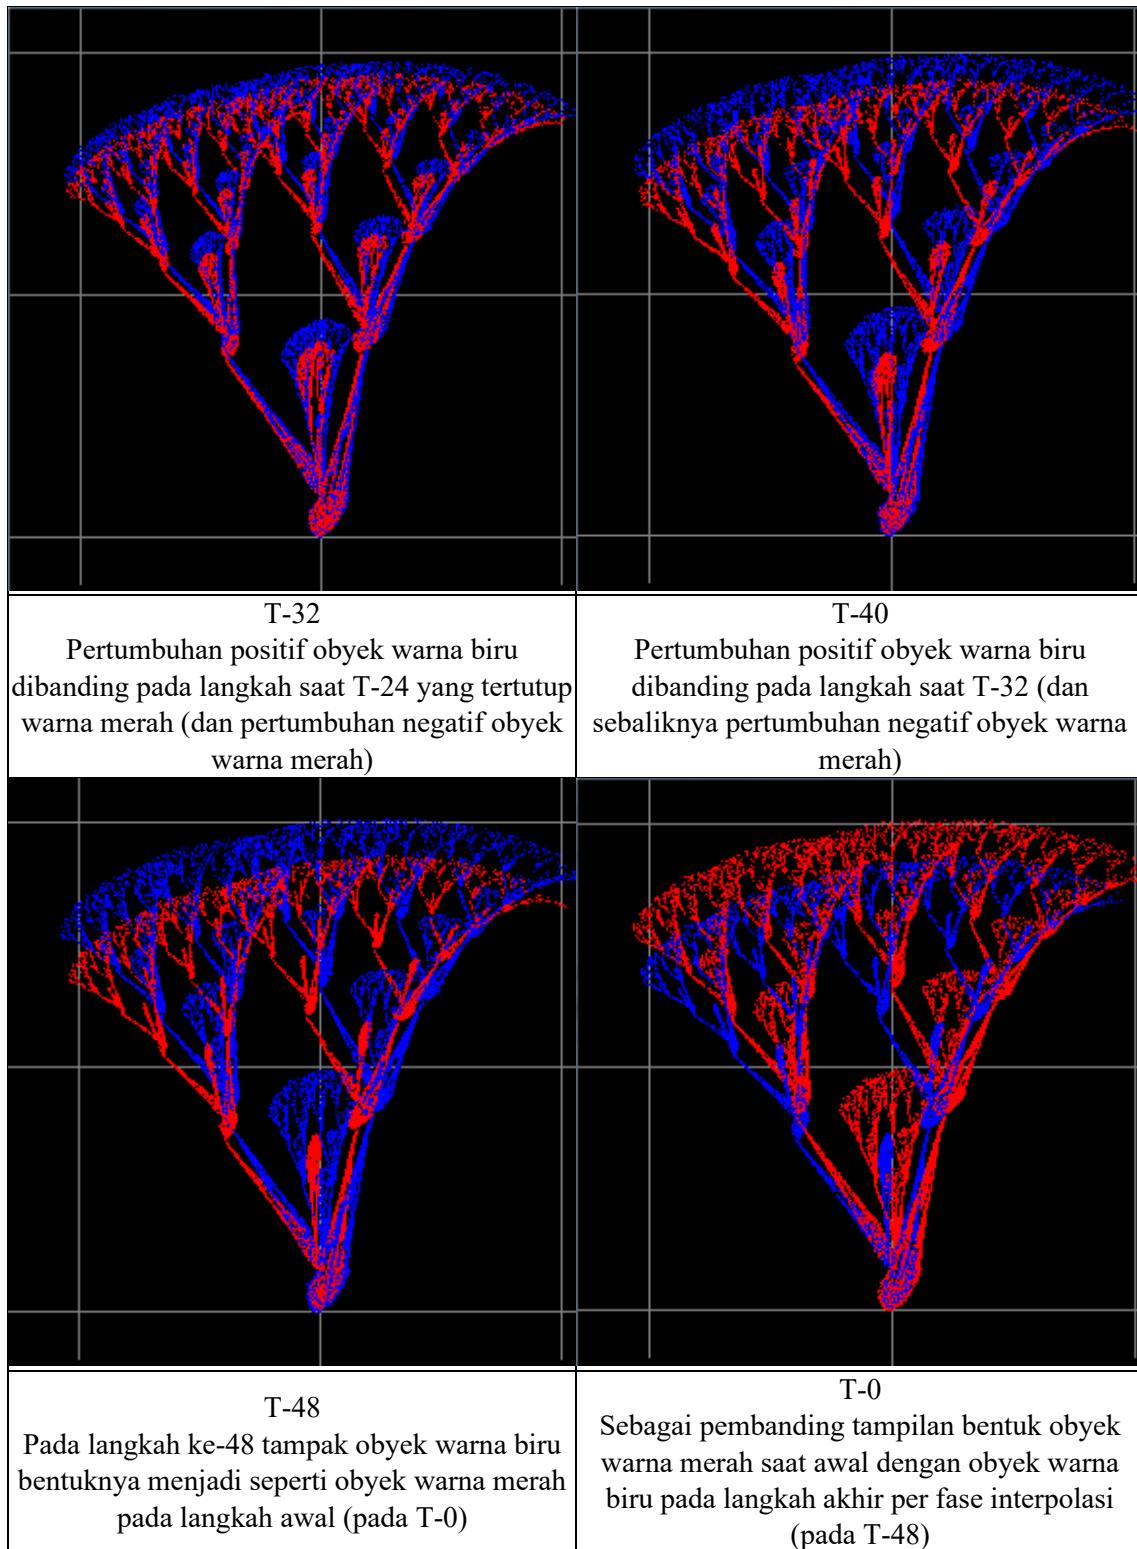 T-32
Pertumbuhan positif obyek warna biru
dibanding pada langkah saat T-24 yang tertutup
warna merah (dan pertumbuhan negatif obyek
warna merah)
T-40
Pertumbuhan positif obyek warna biru
dibanding pada langkah saat T-32 (dan
sebaliknya pertumbuhan negatif obyek warna
merah)
T-48
Pada langkah ke-48 tampak obyek warna biru
bentuknya menjadi seperti obyek warna merah
pada langkah awal (pada T-0)
T-0
Sebagai pembanding tampilan bentuk obyek
warna merah saat awal dengan obyek warna
biru pada langkah akhir per fase interpolasi
(pada T-48)